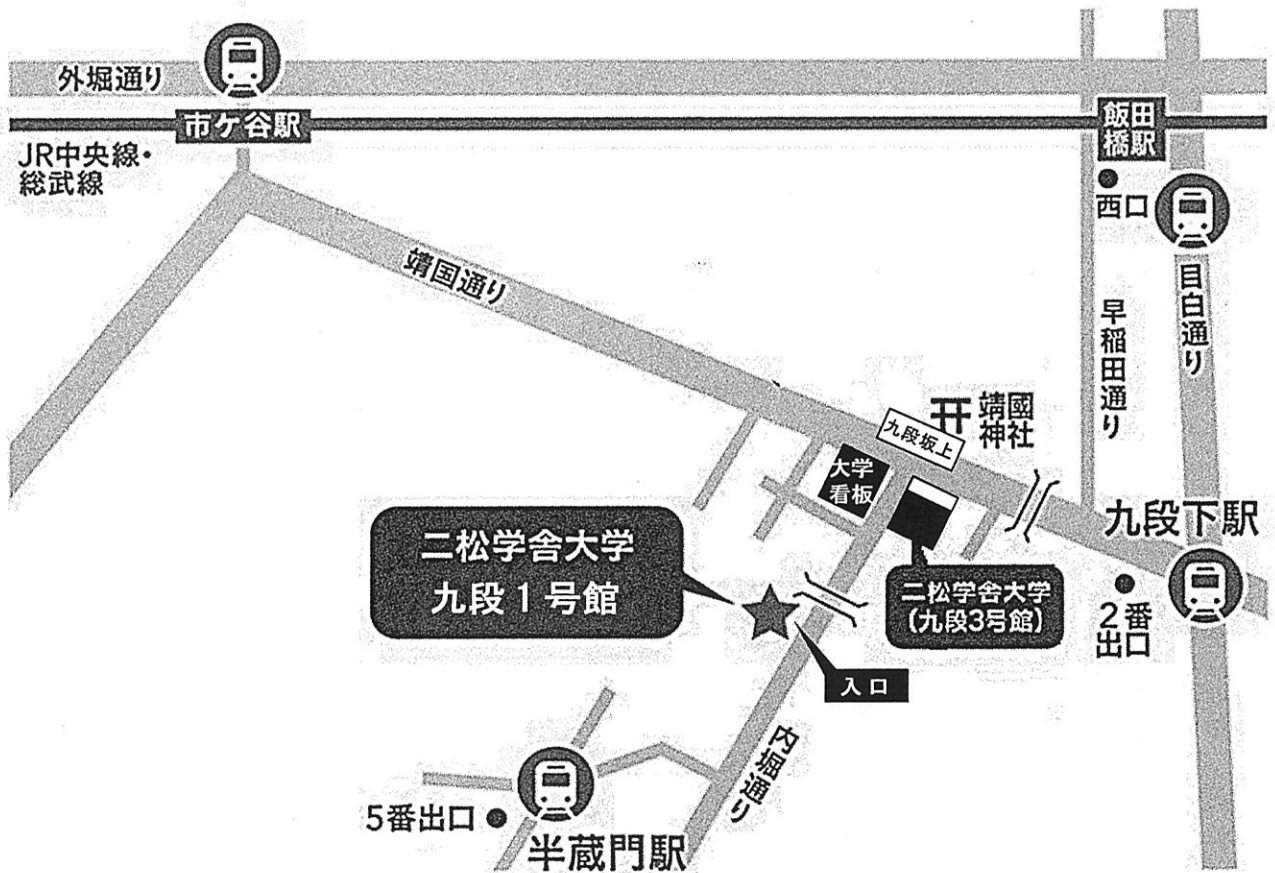 外堀通り
市ケ谷駅
JR中央線・
総武線
飯田
橋駅
西口
靖国通り
早稲田通り
目白通り
靖國
神社
九段坂上
大学
看板
九段下駅
二松学舎大学
九段1号館
二松学舎大学
(九段3号館)
2番
出口
入口
内堀通り
5番出口
半蔵門駅